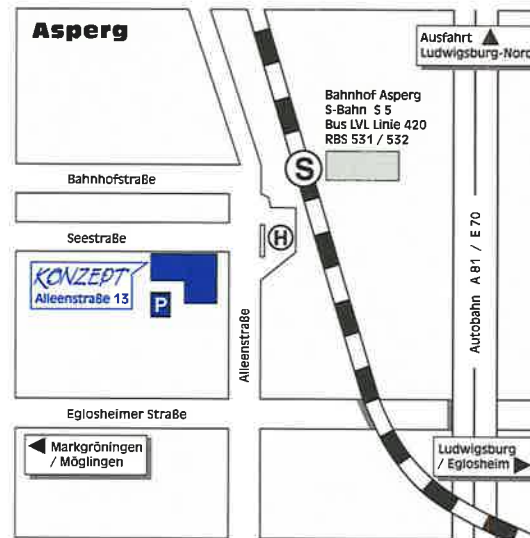 Asperg
Ausfahrt
Ludwigsburg-Nord
Bahnhof Asperg
S-Bahn S 5
Bus LVL Linie 420
RBS 531 / 532
S
Bahnhofstraße
Seestraße
H
KONZEPT
Alleenstraße 13
P
Alleenstraße
Autobahn A 81 / E 70
Eglosheimer Straße
Markgröningen
/ Möglingen
Ludwigsburg
/ Eglosheim